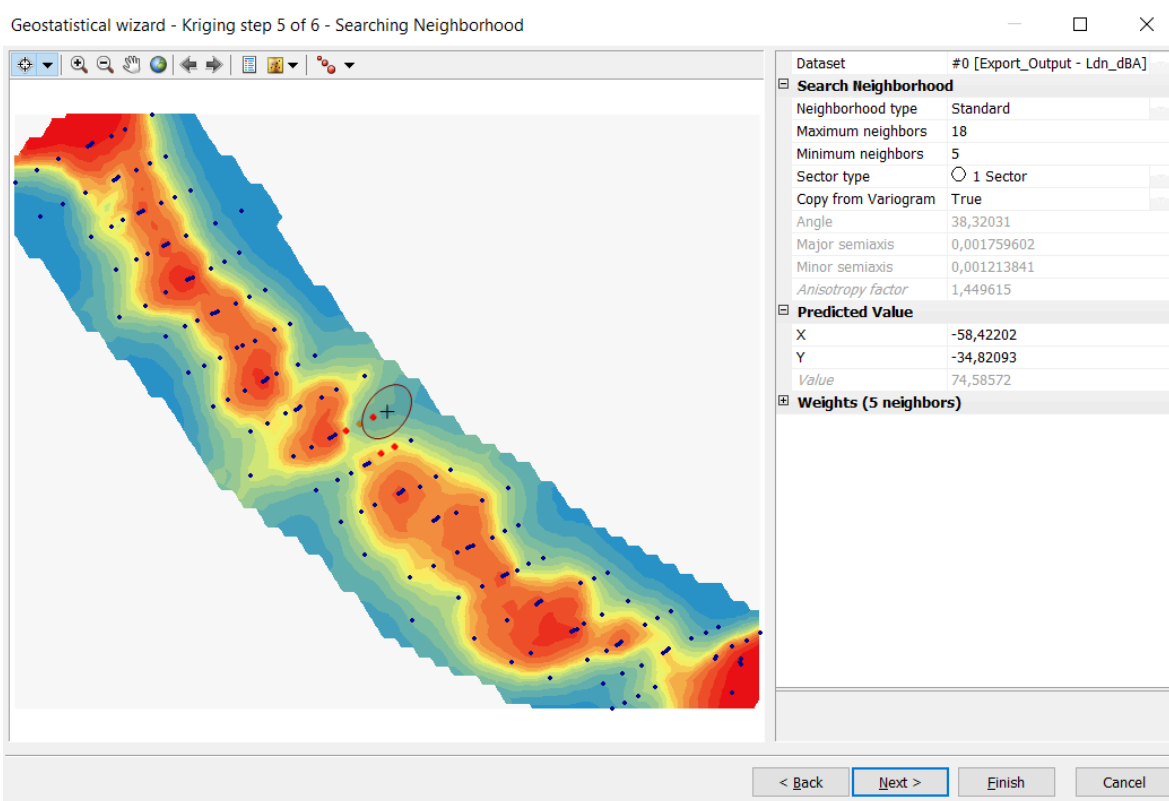 Geostatistical wizard - Kriging step 5 of 6 - Searching Neighborhood
Dataset #0 [Export_Output - Ldn_dBA]
Search Neighborhood
Neighborhood type Standard
Maximum neighbors 18
Minimum neighbors 5
Sector type 1 Sector
Copy from Variogram True
Angle 38,32031
Major semiaxis 0,001759602
Minor semiaxis 0,001213841
Anisotropy factor 1,449615
Predicted Value
X -58,42202
Y -34,82093
Value 74,58572
Weights (5 neighbors)
< Back Next > Finish Cancel